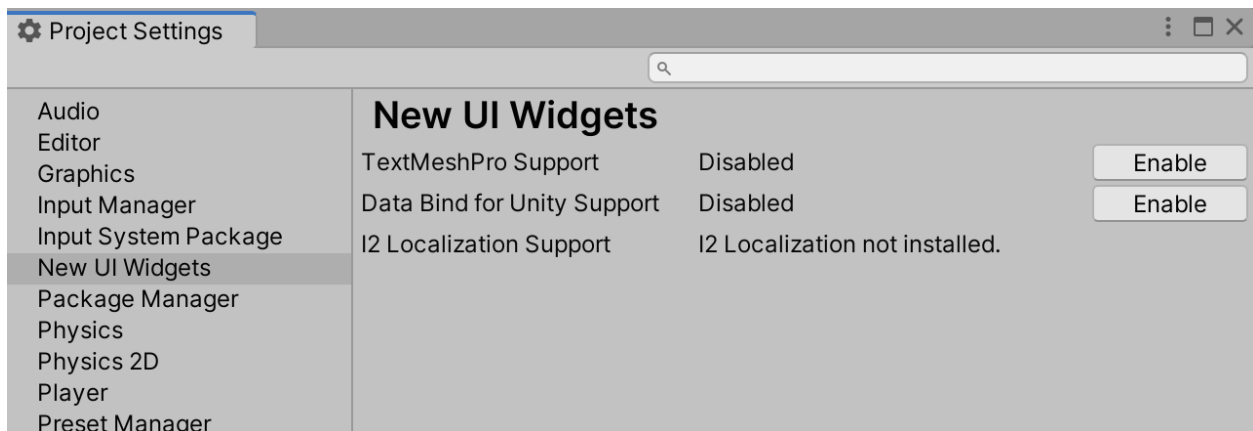 Project Settings
Audio
Editor
Graphics
Input Manager
Input System Package
New UI Widgets
Package Manager
Physics
Physics 2D
Player
Preset Manager
New UI Widgets
TextMeshPro Support Disabled Enable
Data Bind for Unity Support Disabled Enable
I2 Localization Support I2 Localization not installed.